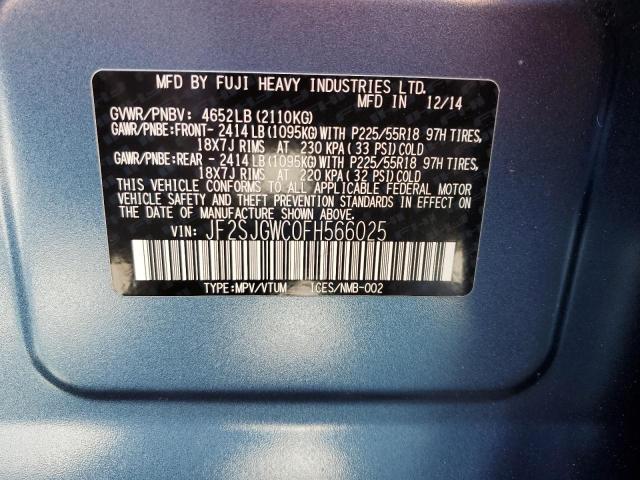 MFD BY FUJI HEAVY INDUSTRIES LTD.
MFD IN 12/14
GVWR/PNBV: 4652LB(2110KG)
GAWR/PNBE:FRONT- 2414LB(1095KG)WITH P225/55R18 97H TIRES,
18X7J RIMS AT 230 KPA(33 PSI)COLD
GAWR/PNBE:REAR - 2414LB(1095KG)WITH P225/55R18 97H TIRES,
18X7J RIMS AT 220 KPA(32 PSI)COLD
THIS VEHICLE CONFORMS TO ALL APPLICABLE FEDERAL MOTOR
VEHICLE SAFETY AND THEFT PREVENTION STANDARDS IN EFFECT
ON THE DATE OF MANUFACTURE SHOWN ABOVE.
VIN: JF2SJGWC0FH566025
TYPE:MPV/VTUM ICES/NMB-002